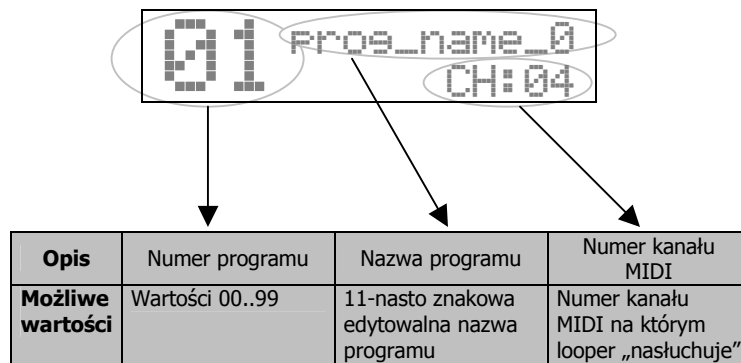 01 Prog_name_0
CH:04
Opis Numer programu Nazwa programu Numer kanału MIDI
Możliwe wartości Wartości 00..99 11-nasto znakowa edytowalna nazwa programu Numer kanału MIDI na którym looper „nasłuchuje”